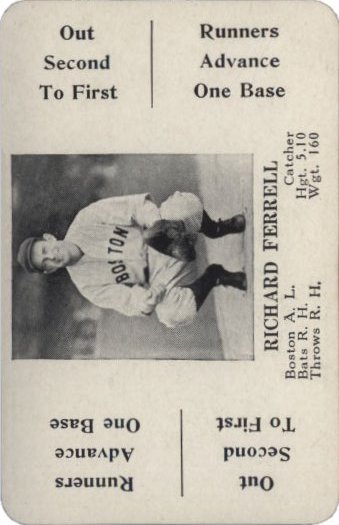 Out
Second
To First
Runners
Advance
One Base
BOSTON
RICHARD FERRELL
Boston A. L.
Bats R. H.
Throws R. H.
Catcher
Hgt. 5.10
Wgt. 160
Out
Second
To First
Runners
Advance
One Base